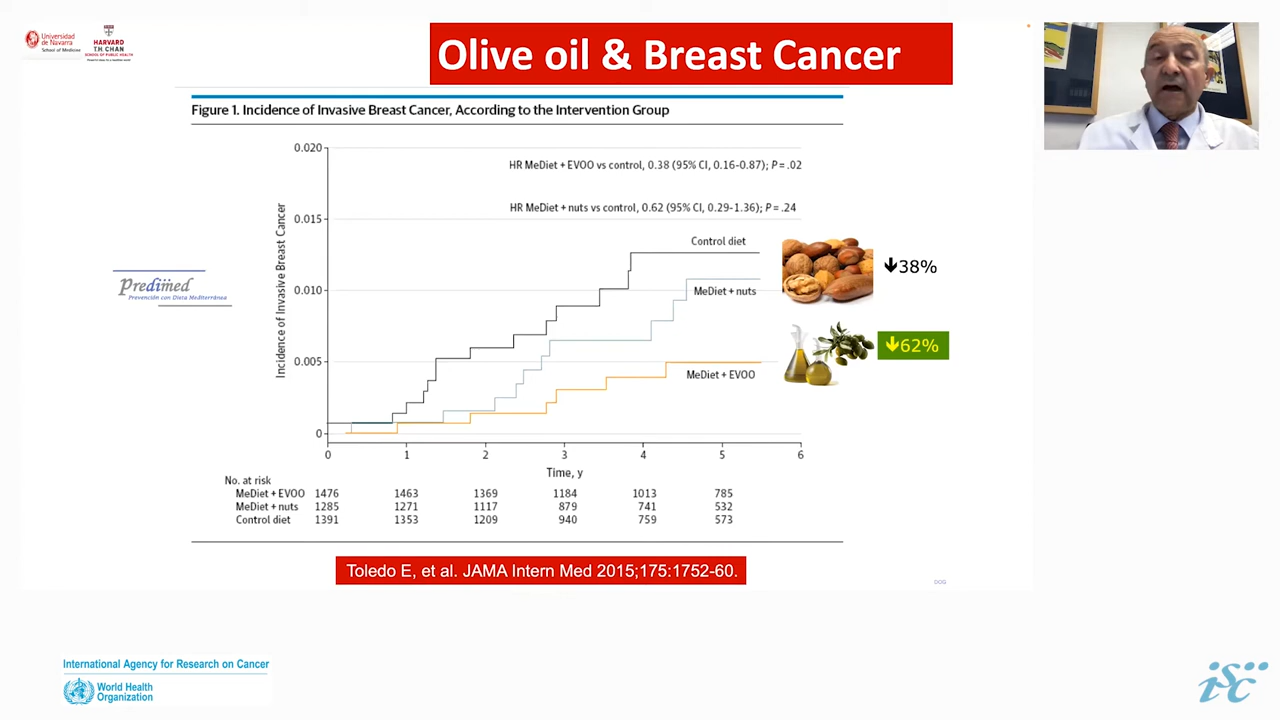 Universidad
de Navarra
School of Medicine
HARVARD
T.H. CHAN
SCHOOL OF PUBLIC HEALTH
Olive oil & Breast Cancer
Figure 1. Incidence of Invasive Breast Cancer, According to the Intervention Group
0.020
0.015
0.010
0.005
0
Incidence of Invasive Breast Cancer
HR MeDiet + EVOO vs control, 0.38 (95% CI, 0.16-0.87); P = .02
HR MeDiet + nuts vs control, 0.62 (95% CI, 0.29-1.36); P = .24
Control diet
MeDiet + nuts
MeDiet + EVOO
38%
62%
Predimed
Prevención con Dieta Mediterránea
0 1 2 3 4 5 6
Time, y
No. at risk
MeDiet + EVOO 1476 1463 1369 1184 1013 785
MeDiet + nuts 1285 1271 1117 879 741 532
Control diet 1391 1353 1209 940 759 573
Toledo E, et al. JAMA Intern Med 2015;175:1752-60.
DOG
International Agency for Research on Cancer
World Health
Organization
isc